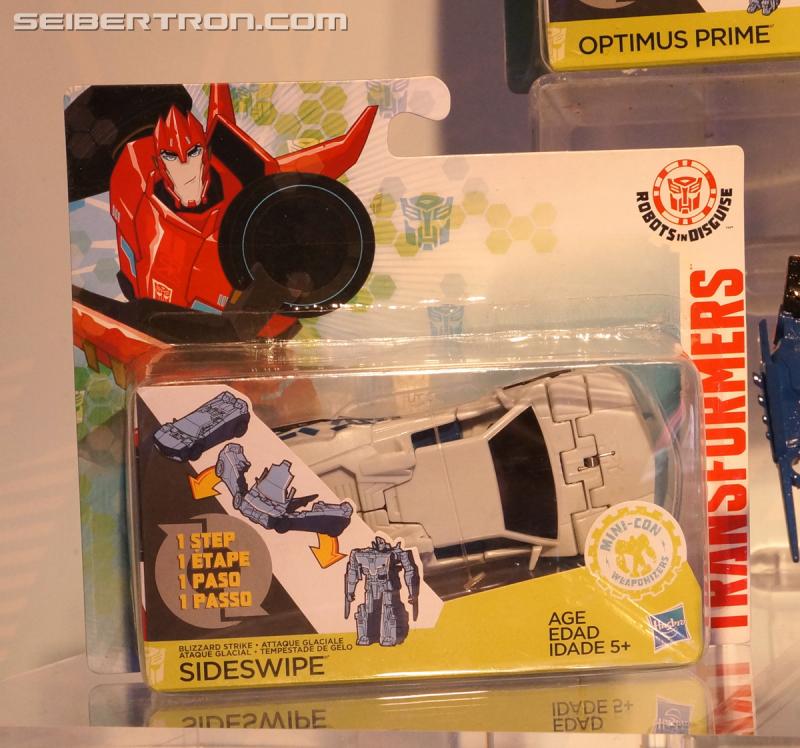 SEIBERTRON.COM
OPTIMUS PRIME
ROBOTS IN DISGUISE
TRANSFORMERS
1 STEP
1 ÉTAPE
1 PASO
1 PASSO
MINI-CON
WEAPONIZERS
BLIZZARD STRIKE • ATTAQUE GLACIALE
ATAQUE GLACIAL • TEMPESTADE DE GELO
SIDESWIPE
AGE
EDAD
IDADE 5+
Hasbro